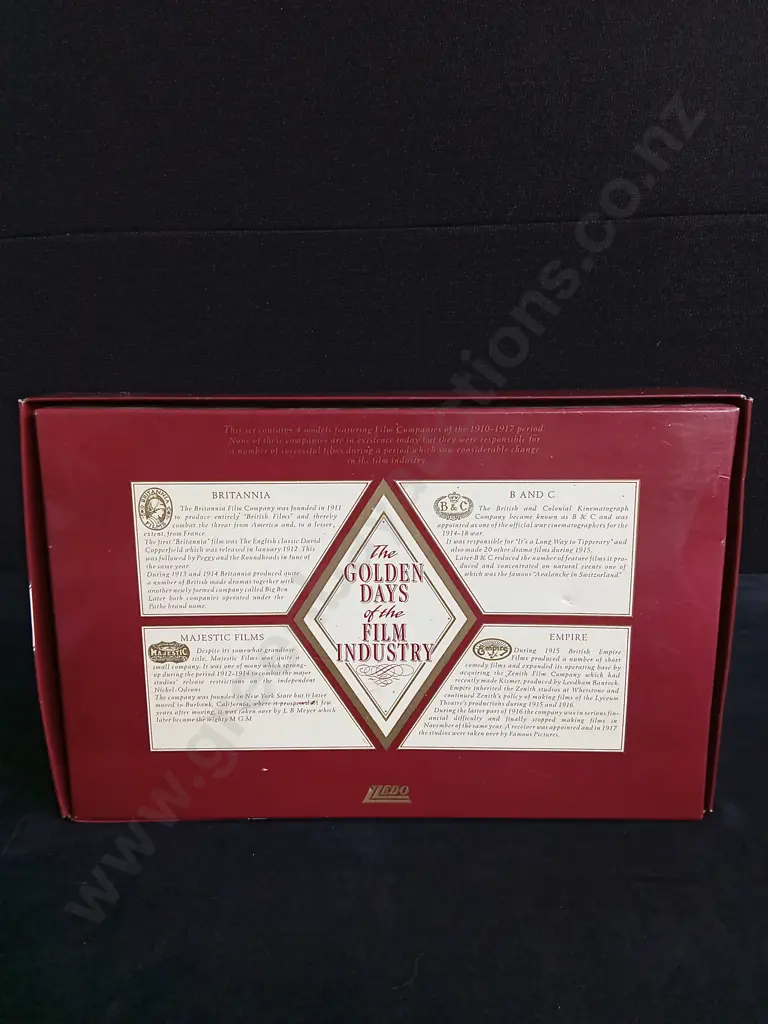 This set contains 4 models featuring Film Companies of the 1910-1917 period
None of these companies are in existence today but they were responsible for
a number of successful films during a period which saw considerable change
in the film industry.
BRITANNIA
BRITANNIA
FILMS
The Britannia Film Company was founded in 1911
to produce entirely "British Films" and thereby
combat the threat from America and, to a lesser,
extent, from France.
The first "Britannia" film was The English classic David
Copperfield which was released in January 1912. This
was followed by Peggy and the Roundheads in June of
the same year.
During 1913 and 1914 Britannia produced quite
a number of British made dramas together with
another newly formed company called Big Ben
Later both companies operated under the
Pathe brand name.
B AND C
B & C
The British and Colonial Kinematograph
Company became known as B & C and was
appointed as one of the official war cinematographers for the
1914-18 war.
It was responsible for "It's a Long Way to Tipperary" and
also made 20 other drama films during 1915.
Later B & C reduced the number of feature films it pro-
duced and concentrated on natural events one of
which was the famous "Avalanche in Switzerland."
The
GOLDEN
DAYS
of the
FILM
INDUSTRY
MAJESTIC FILMS
MAJESTIC
Despite its somewhat grandiose
title, Majestic Films was quite a
small company. It was one of many which sprang-
up during the period 1912-1914 to combat the major
studios' release restrictions on the independent
Nickel-Odeons
The company was founded in New York State but it later
moved to Burbank, California, where it prospered. A few
years after moving, it was taken over by L B Meyer which
later became the mighty M G M
EMPIRE
Empire
During 1915 British Empire
Films produced a number of short
comedy films and expanded its operating base by
acquiring the Zenith Film Company which had
recently made Kismet, produced by Leedham Bantock.
Empire inherited the Zenith studios at Whetstone and
continued Zenith's policy of making films of the Lyceum
Theatre's productions during 1915 and 1916.
During the latter part of 1916 the company was in serious finan-
cial difficulty and finally stopped making films in
November of the same year. A receiver was appointed and in 1917
the studios were taken over by Famous Pictures.
LLEDO